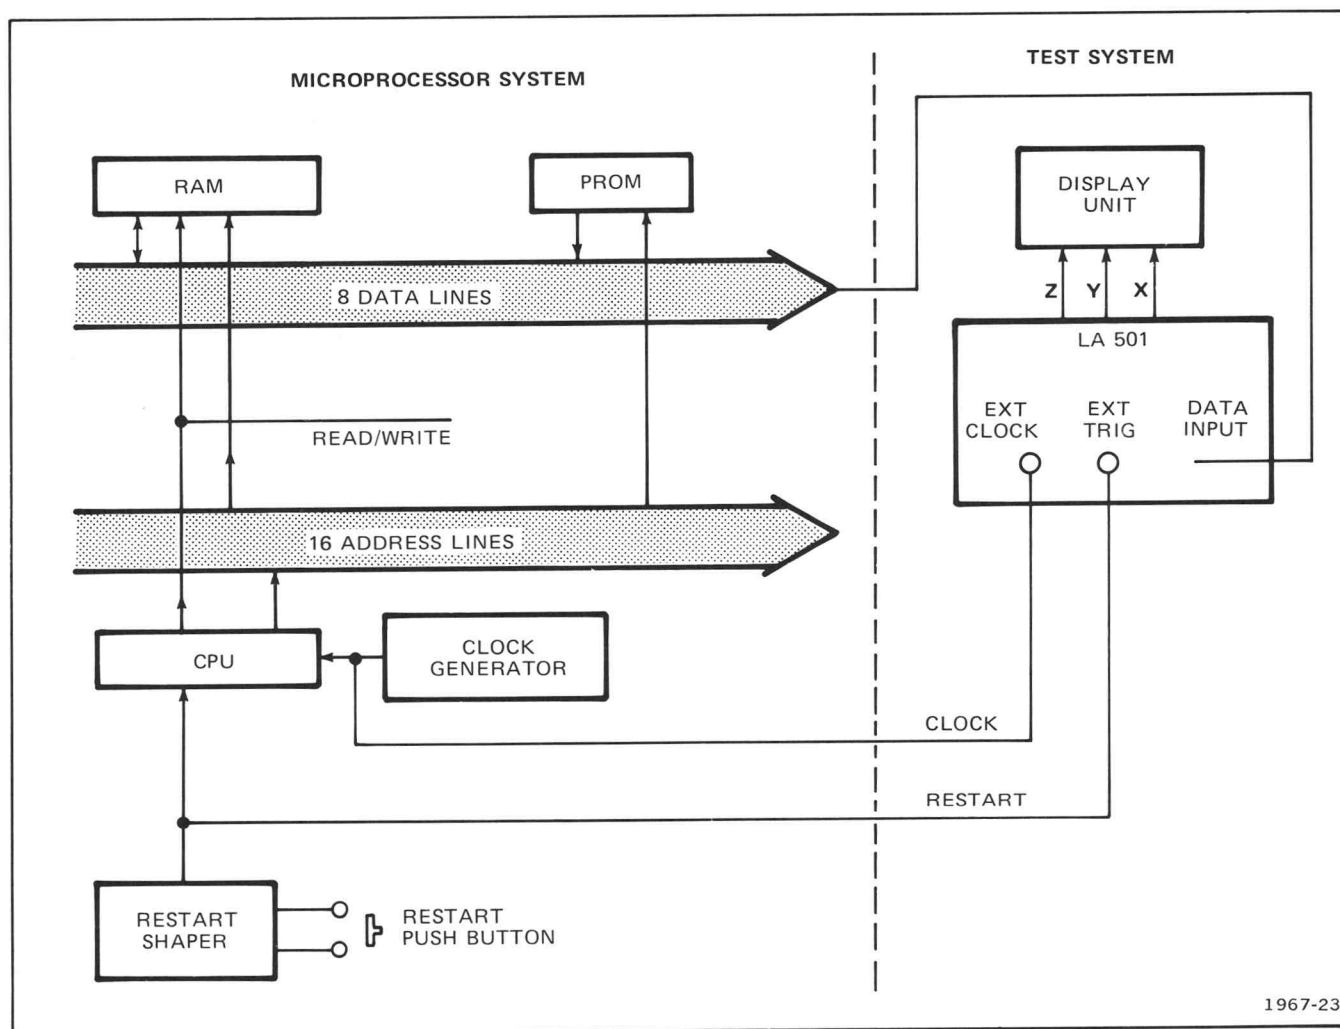 MICROPROCESSOR SYSTEM
TEST SYSTEM
RAM
PROM
DISPLAY
UNIT
8 DATA LINES
Z Y X
LA 501
EXT
CLOCK
EXT
TRIG
DATA
INPUT
READ/WRITE
16 ADDRESS LINES
CPU
CLOCK
GENERATOR
CLOCK
RESTART
RESTART
SHAPER
RESTART
PUSH BUTTON
1967-23